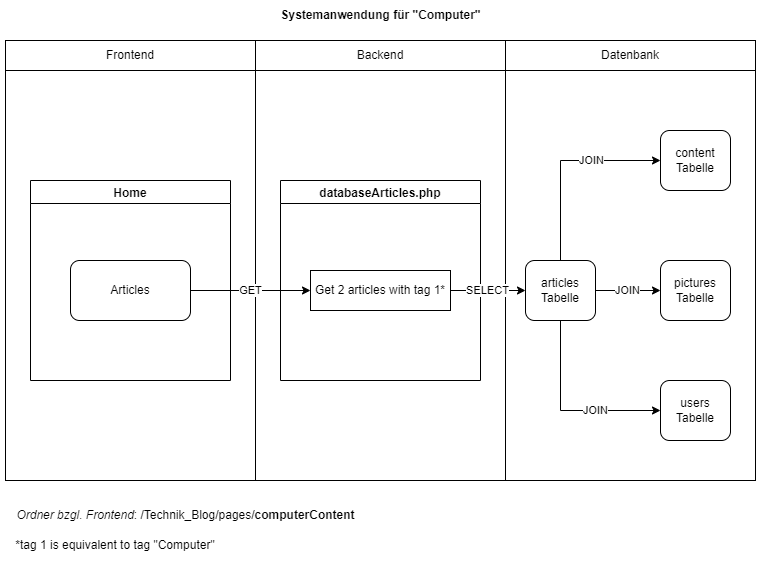 Systemanwendung für "Computer"
Frontend
Backend
Datenbank
Home
Articles
GET
databaseArticles.php
Get 2 articles with tag 1*
SELECT
articles
Tabelle
JOIN
content
Tabelle
JOIN
pictures
Tabelle
JOIN
users
Tabelle
Ordner bzgl. Frontend: /Technik_Blog/pages/computerContent
*tag 1 is equivalent to tag "Computer"